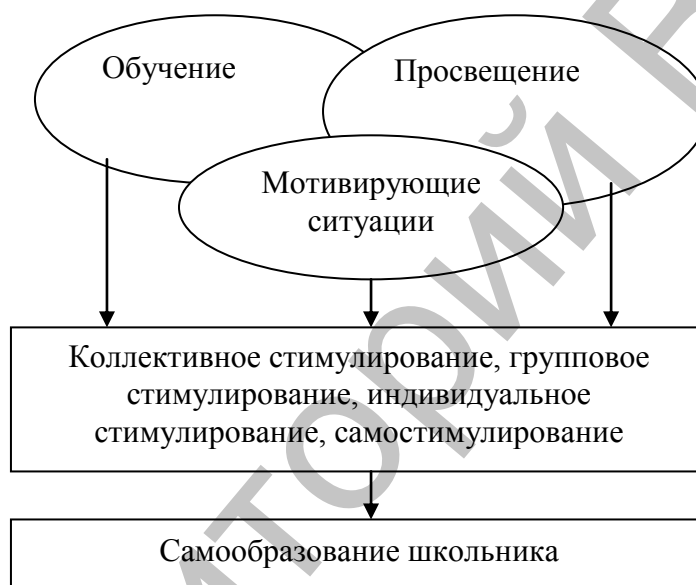 Обучение
Просвещение
Мотивирующие
ситуации
Коллективное стимулирование, групповое
стимулирование, индивидуальное
стимулирование, самостимулирование
Самообразование школьника